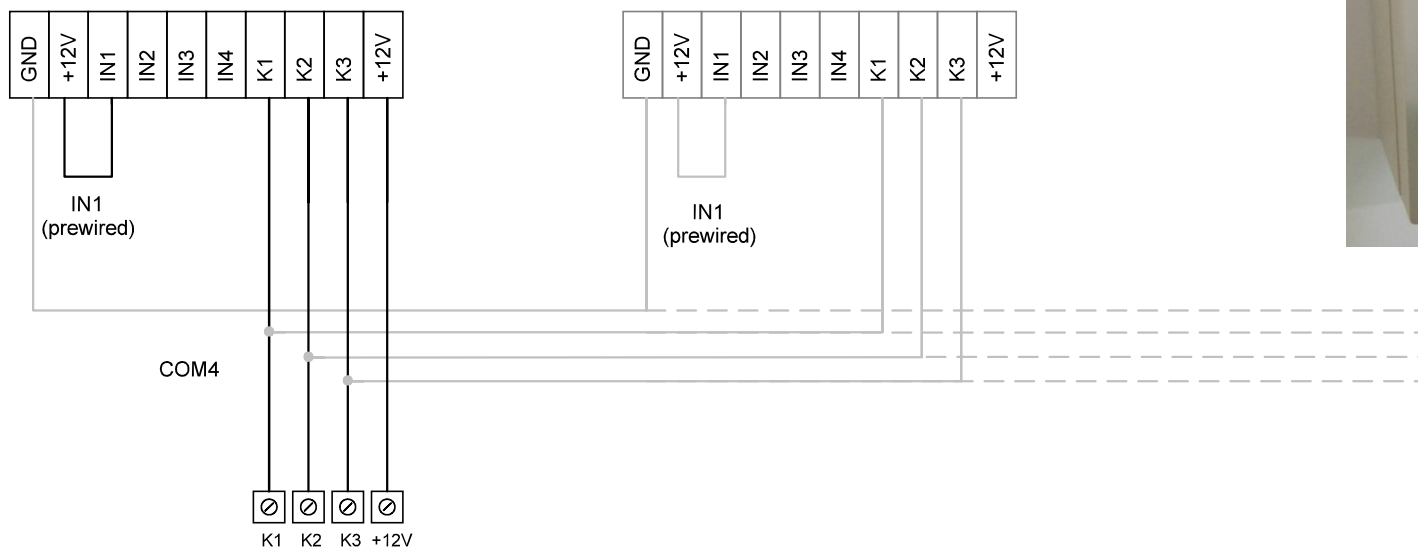 GND +12V IN1 IN2 IN3 IN4 K1 K2 K3 +12V
GND +12V IN1 IN2 IN3 IN4 K1 K2 K3 +12V
IN1
(prewired)
IN1
(prewired)
COM4
K1 K2 K3 +12V